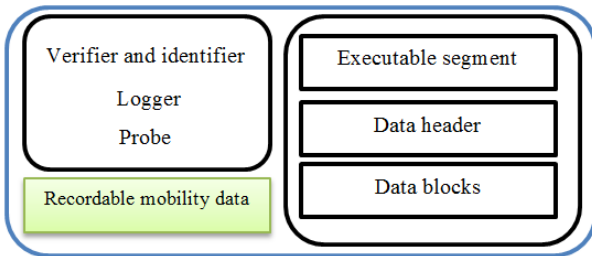 Verifier and identifier
Logger
Probe
Recordable mobility data
Executable segment
Data header
Data blocks